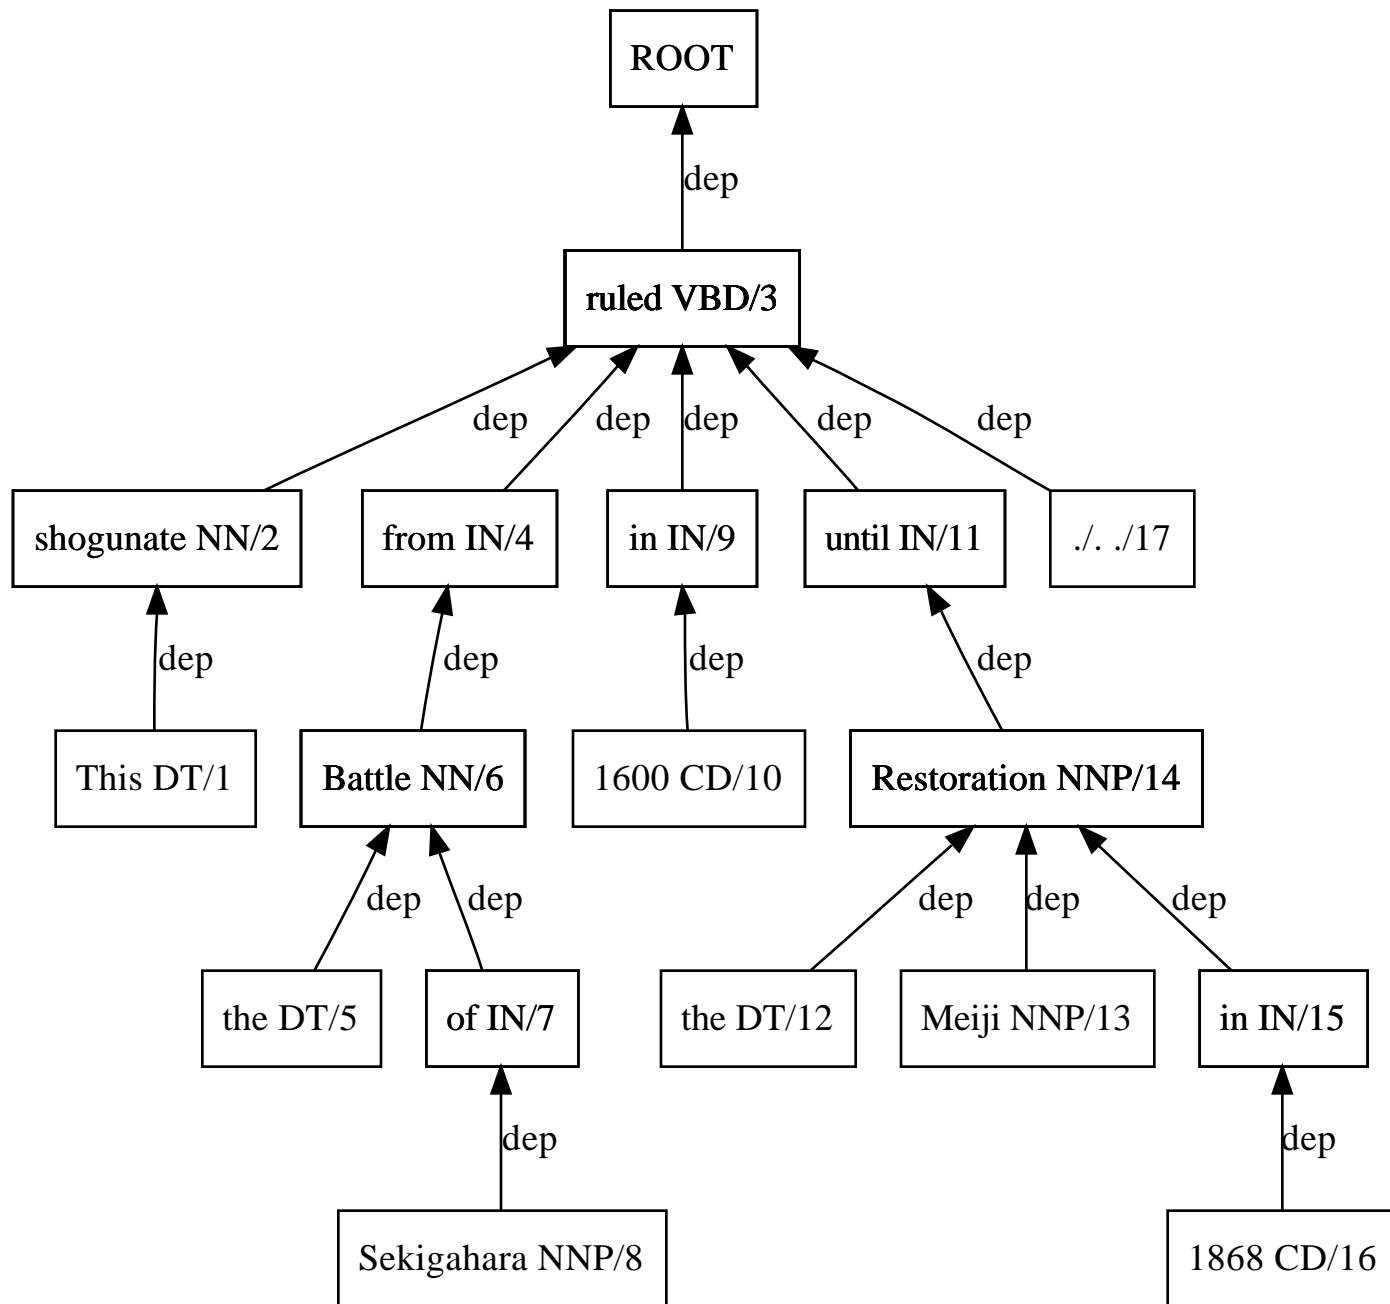 ROOT
dep
ruled VBD/3
dep dep dep dep dep
shogunate NN/2 from IN/4 in IN/9 until IN/11 ./. ./17
dep dep dep dep
This DT/1 Battle NN/6 1600 CD/10 Restoration NNP/14
dep dep dep dep dep
the DT/5 of IN/7 the DT/12 Meiji NNP/13 in IN/15
dep dep
Sekigahara NNP/8 1868 CD/16